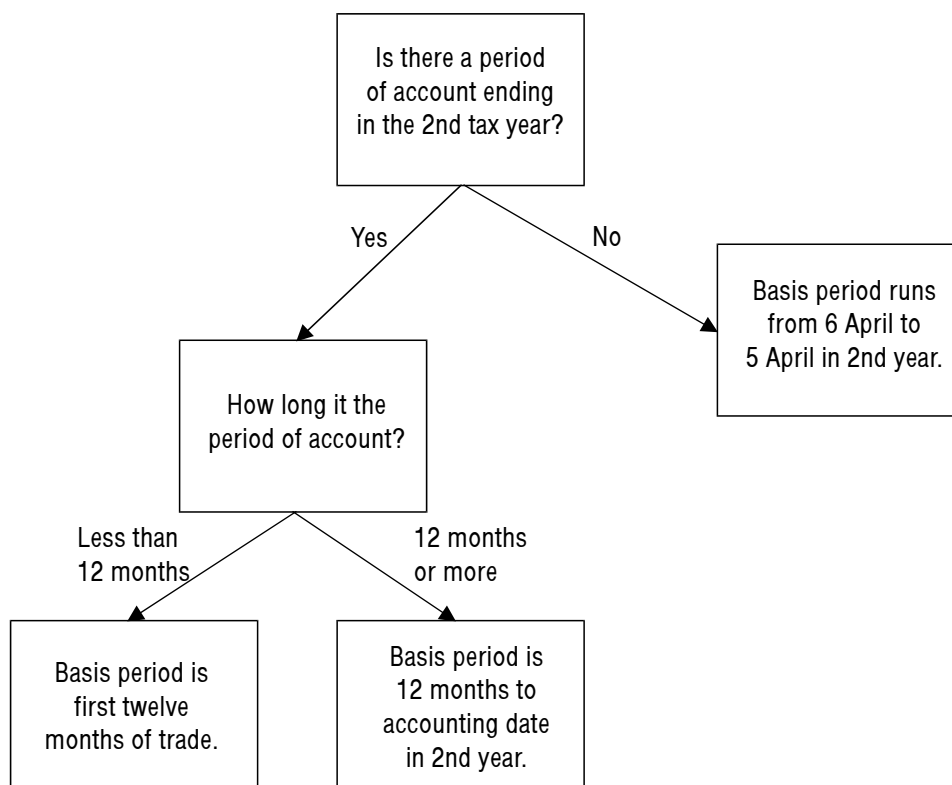 Is there a period
of account ending
in the 2nd tax year?
Yes
No
Basis period runs
from 6 April to
5 April in 2nd year.
How long it the
period of account?
Less than
12 months
12 months
or more
Basis period is
first twelve
months of trade.
Basis period is
12 months to
accounting date
in 2nd year.